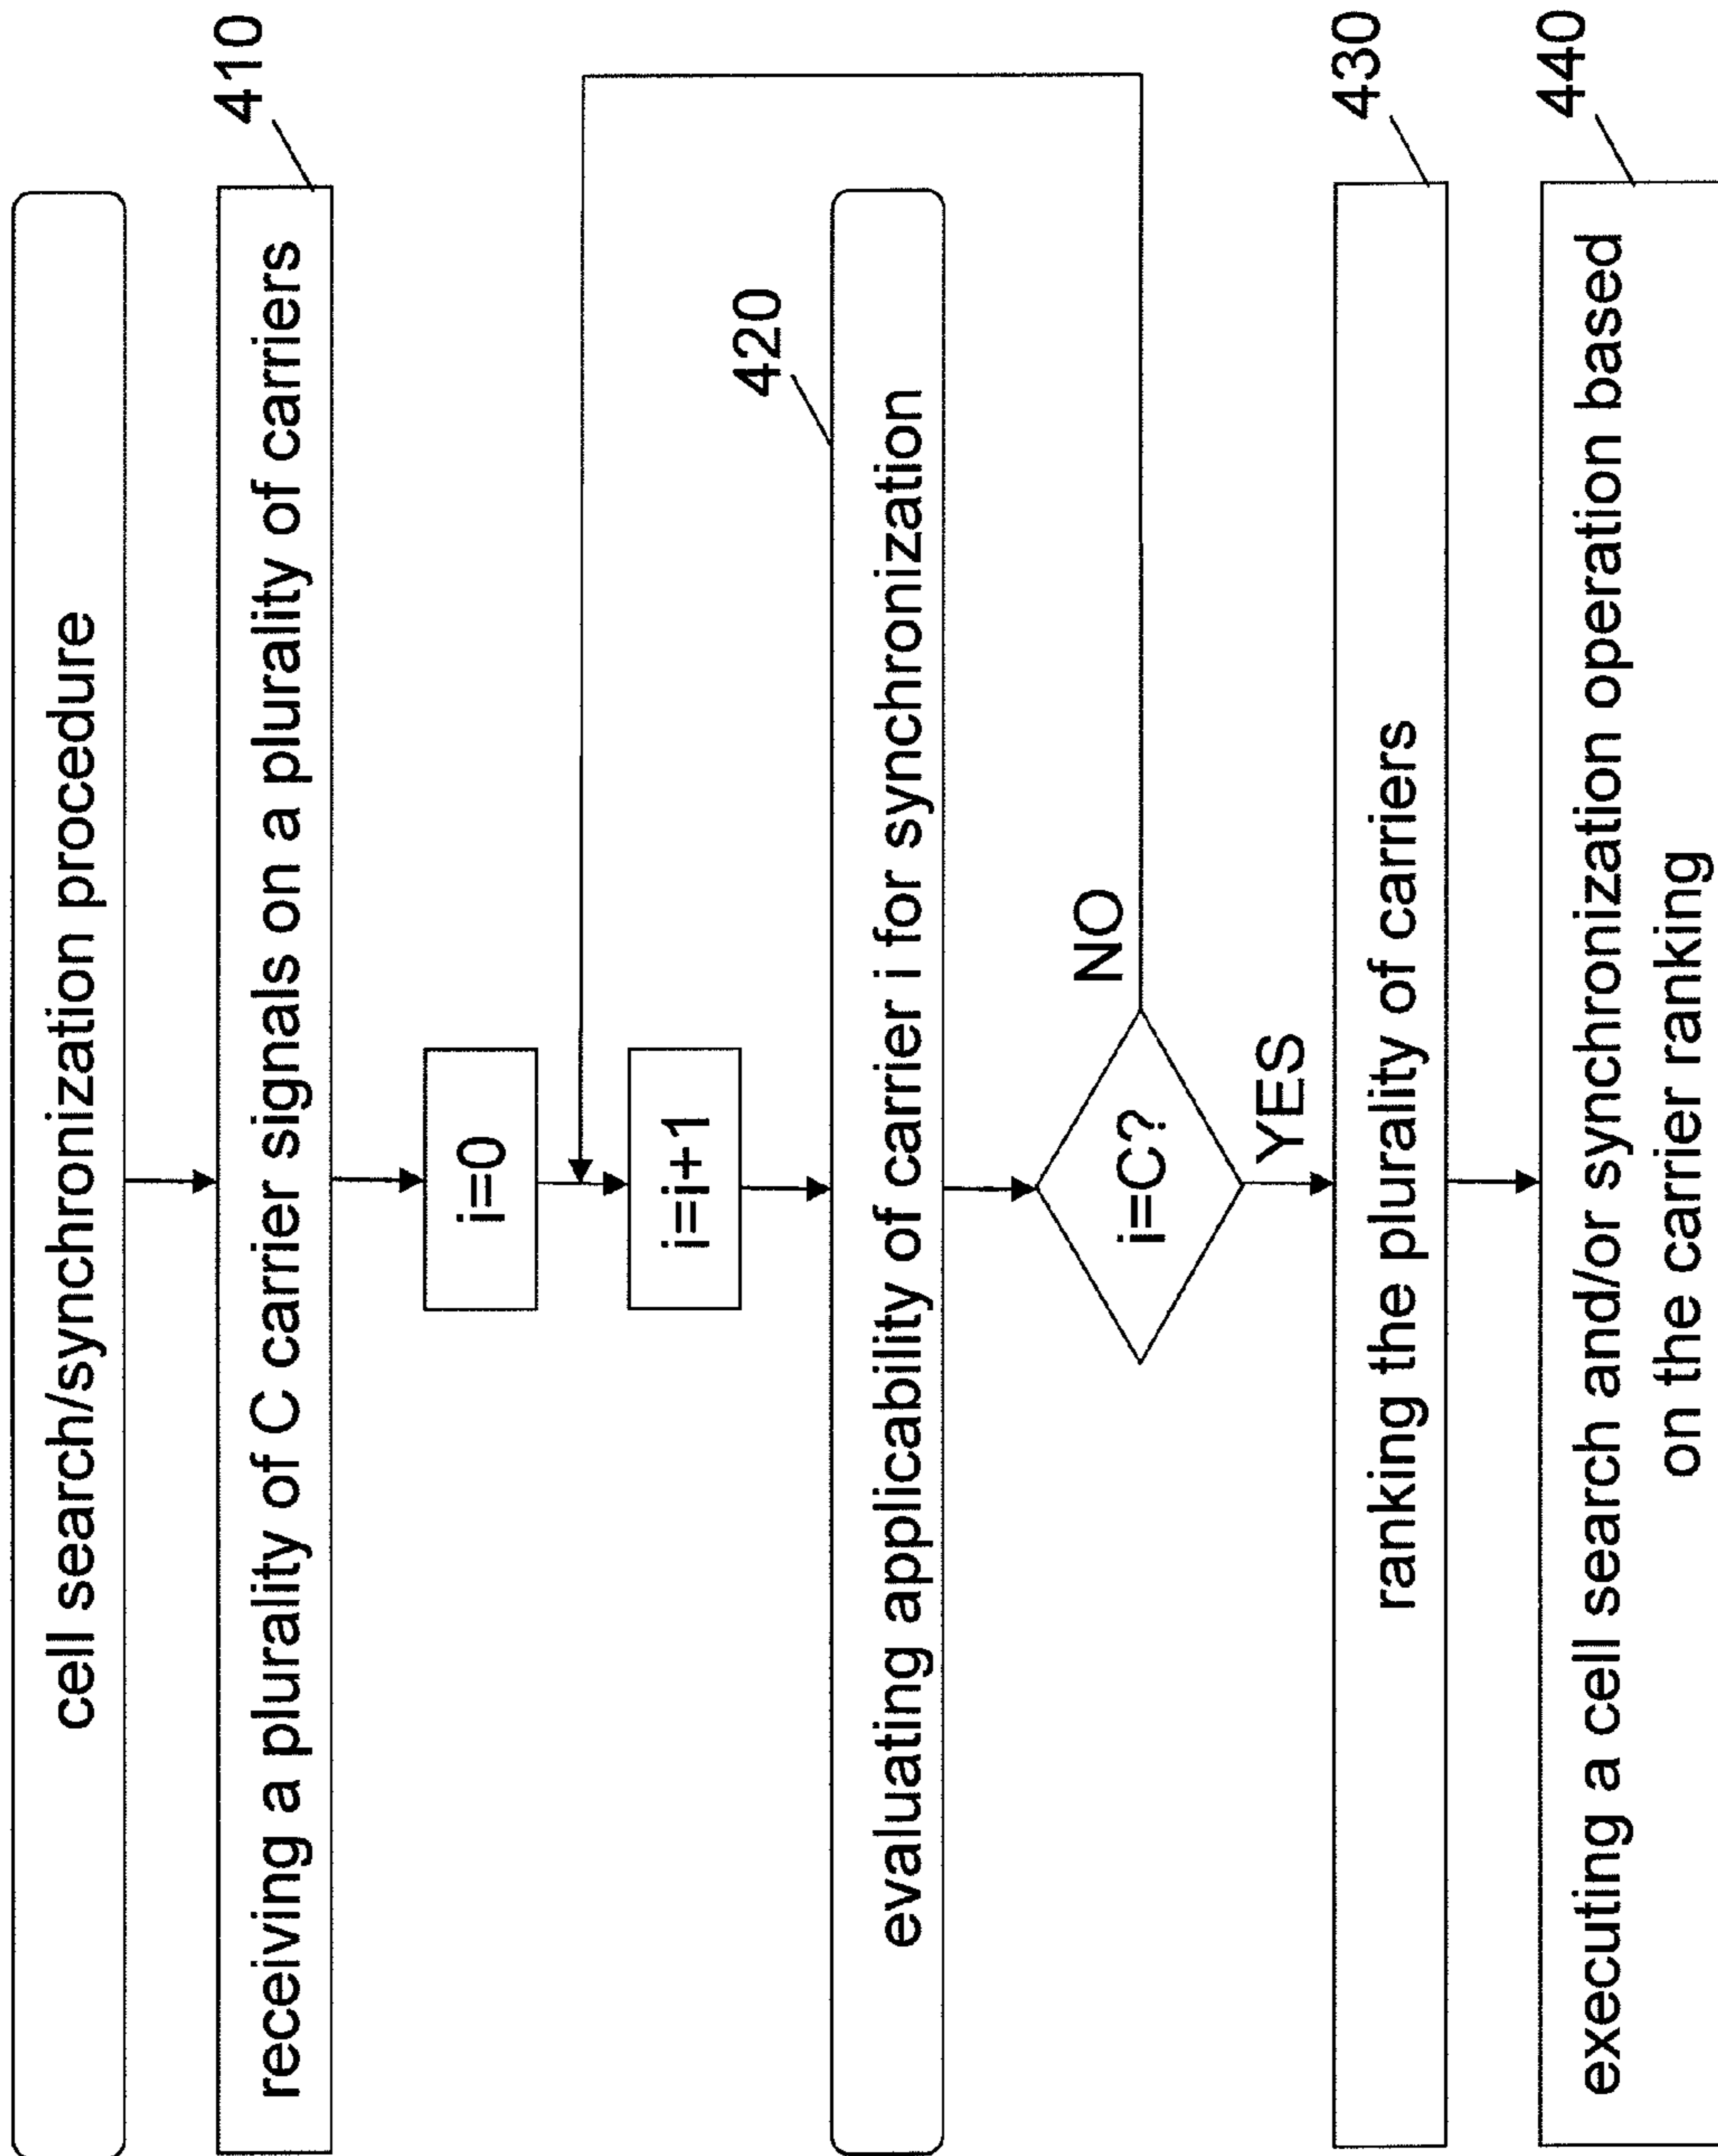 cell search/synchronization procedure
410
receiving a plurality of C carrier signals on a plurality of carriers
i=0
i=i+1
420
evaluating applicability of carrier i for synchronization
i=C?
NO
YES
430
ranking the plurality of carriers
440
executing a cell search and/or synchronization operation based
on the carrier ranking